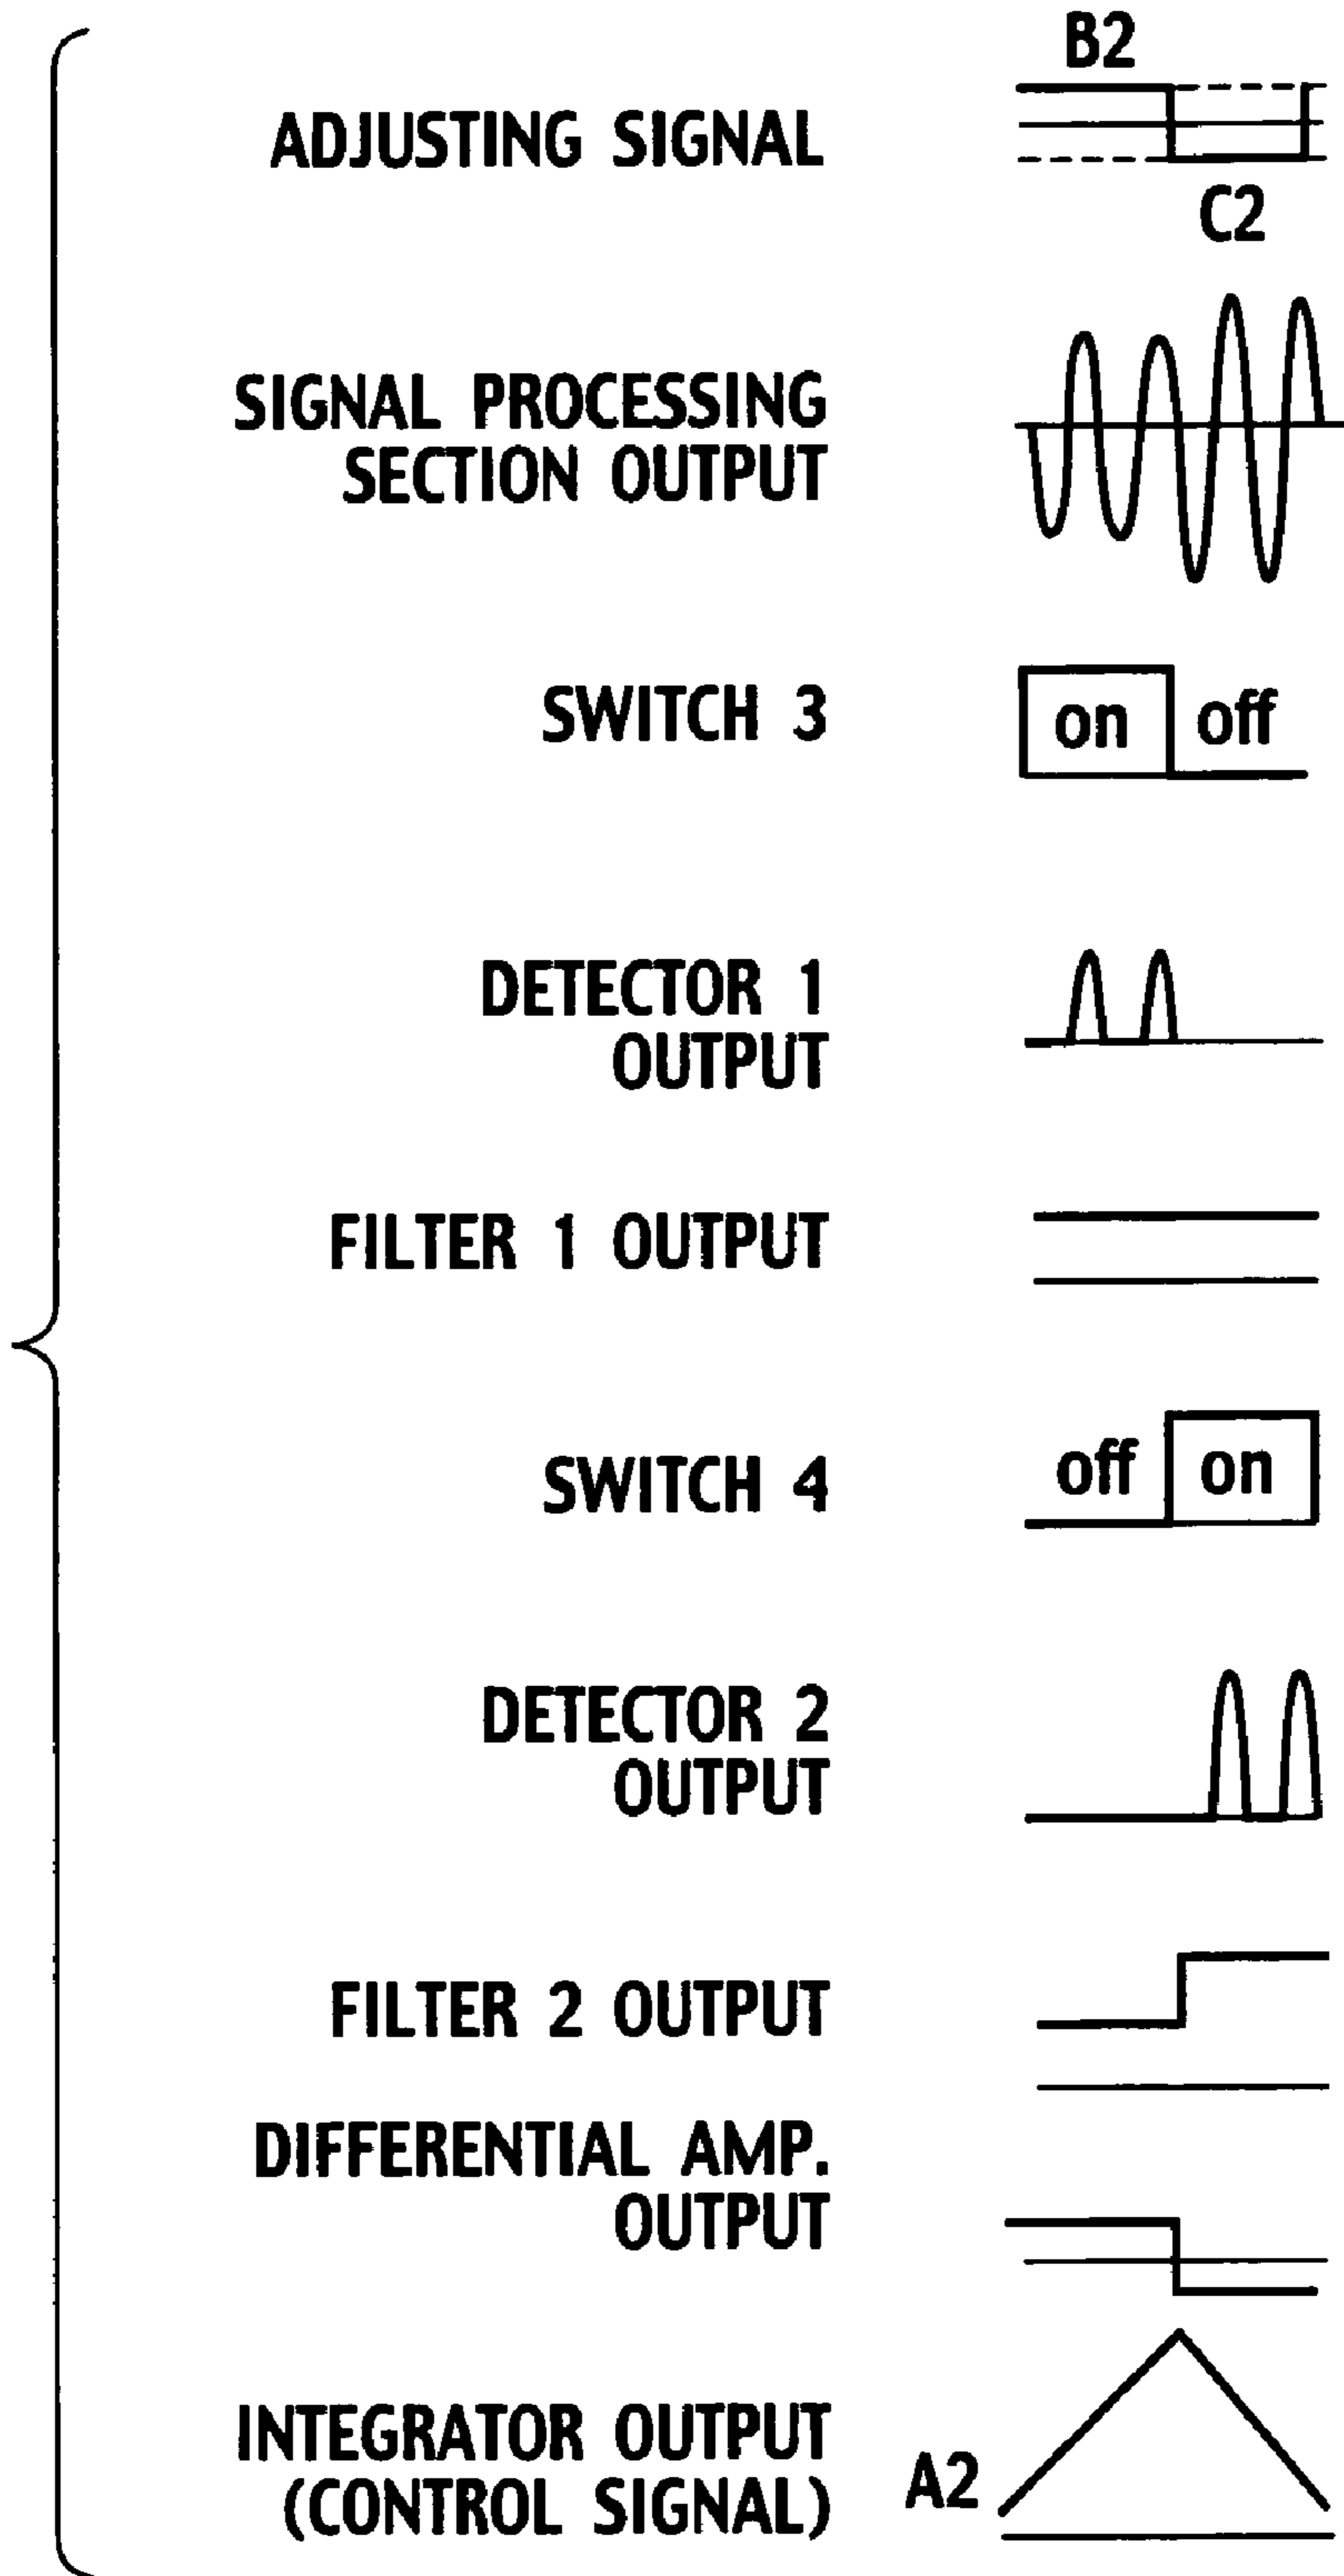 B2
ADJUSTING SIGNAL
C2
SIGNAL PROCESSING
SECTION OUTPUT
SWITCH 3
on off
DETECTOR 1
OUTPUT
FILTER 1 OUTPUT
SWITCH 4
off on
DETECTOR 2
OUTPUT
FILTER 2 OUTPUT
DIFFERENTIAL AMP.
OUTPUT
INTEGRATOR OUTPUT
(CONTROL SIGNAL)
A2